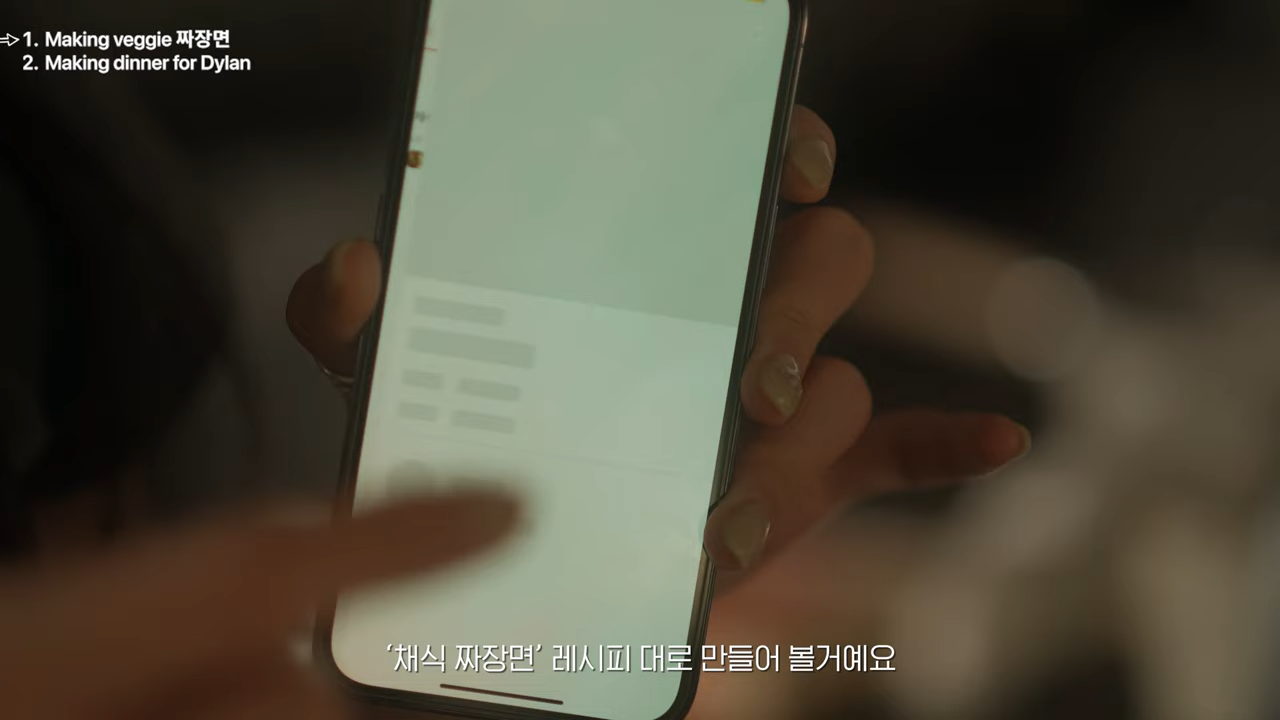 ⇨1. Making veggie 짜장면
2. Making dinner for Dylan
‘채식 짜장면’ 레시피 대로 만들어 볼거예요